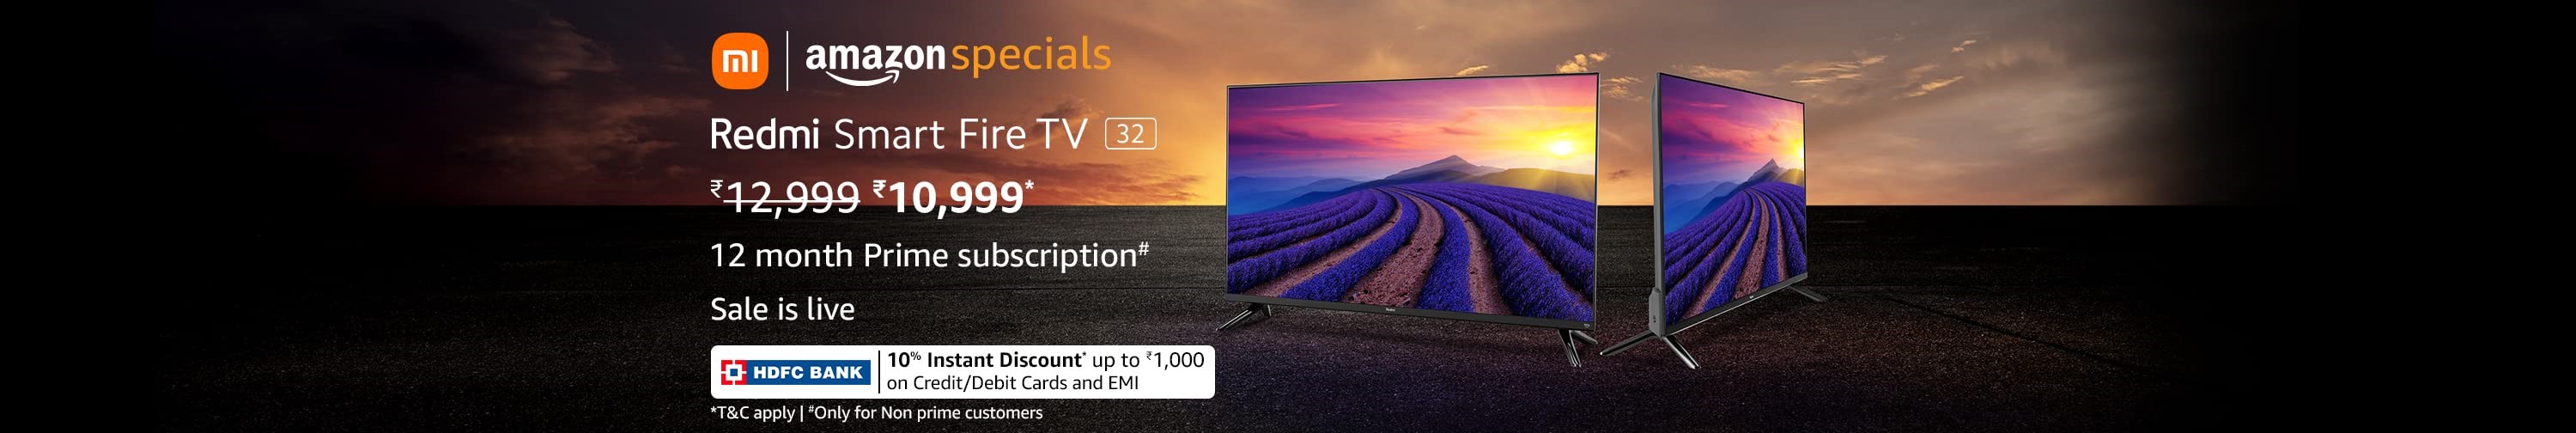 mi | amazon specials
Redmi Smart Fire TV 32
₹12,999 ₹10,999*
12 month Prime subscription#
Sale is live
HDFC BANK | 10% Instant Discount* up to ₹1,000
on Credit/Debit Cards and EMI
*T&C apply | #Only for Non prime customers